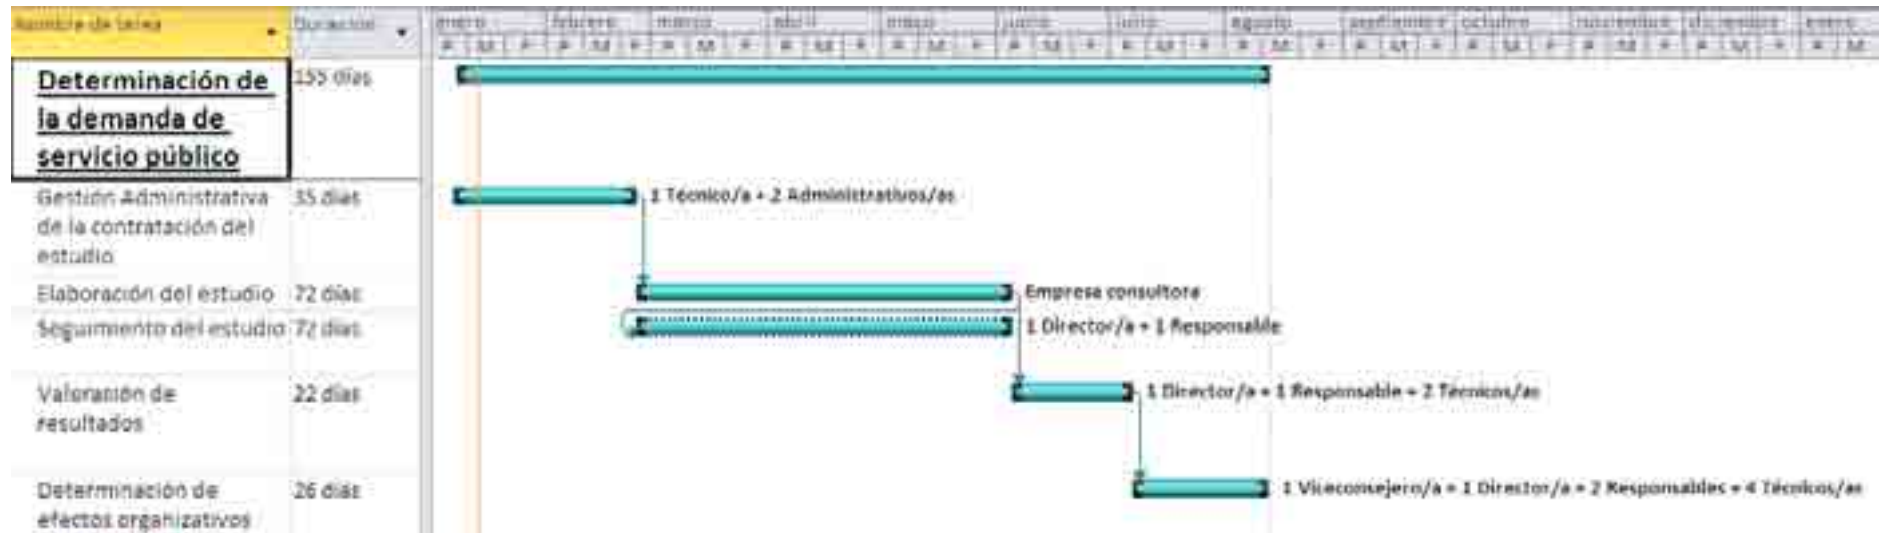 Nombre de tarea
Duración
enero febrero marzo abril mayo junio julio agosto septiembre octubre noviembre diciembre enero
P M F P M F P M F P M F P M F P M F P M F P M F P M F P M F P M F P M F P M
Determinación de
la demanda de
servicio público
155 días
Gestión Administrativa
de la contratación del
estudio
35 días
1 Técnico/a + 2 Administrativos/as
Elaboración del estudio
72 días
Empresa consultora
Seguimiento del estudio
72 días
1 Director/a + 1 Responsable
Valoración de
resultados
22 días
1 Director/a + 1 Responsable + 2 Técnicos/as
Determinación de
efectos organizativos
26 días
1 Viceconsejero/a + 1 Director/a + 2 Responsables + 4 Técnicos/as